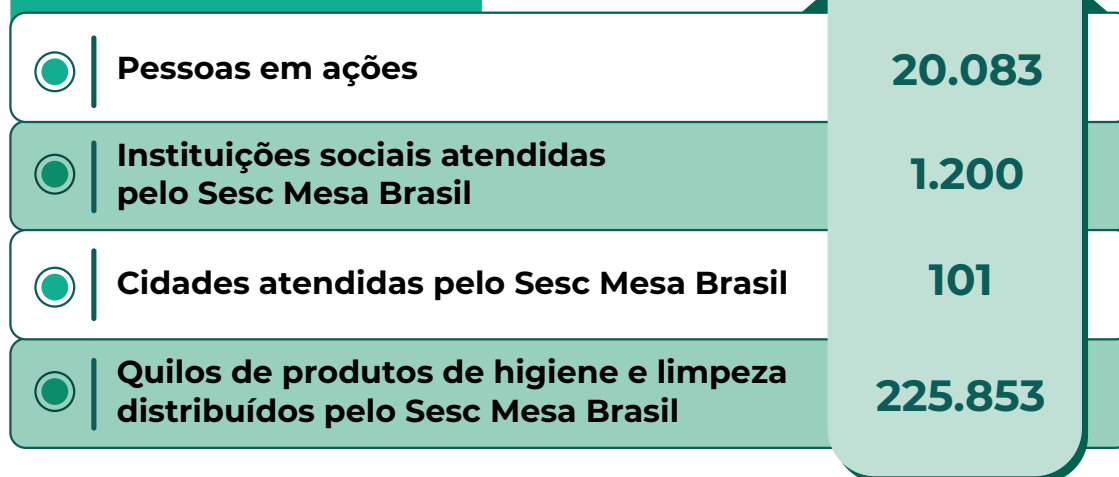 Pessoas em ações
20.083
Instituições sociais atendidas
pelo Sesc Mesa Brasil
1.200
Cidades atendidas pelo Sesc Mesa Brasil
101
Quilos de produtos de higiene e limpeza
distribuídos pelo Sesc Mesa Brasil
225.853